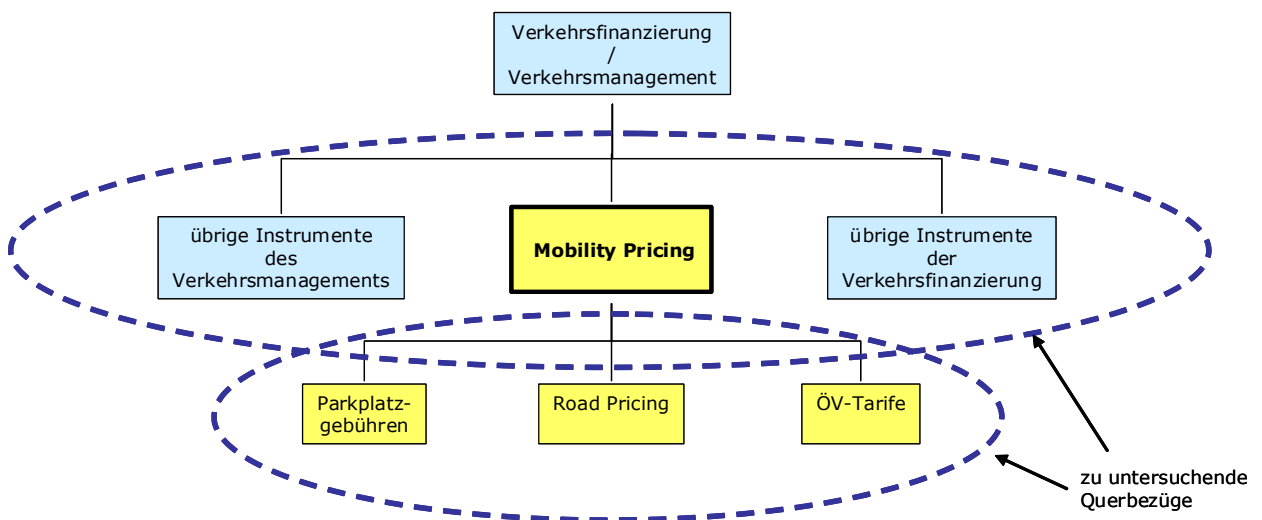 Verkehrsfinanzierung
/
Verkehrsmanagement
übrige Instrumente
des
Verkehrsmanagements
Mobility Pricing
übrige Instrumente
der
Verkehrsfinanzierung
Parkplatz-
gebühren
Road Pricing
ÖV-Tarife
zu untersuchende
Querbezüge